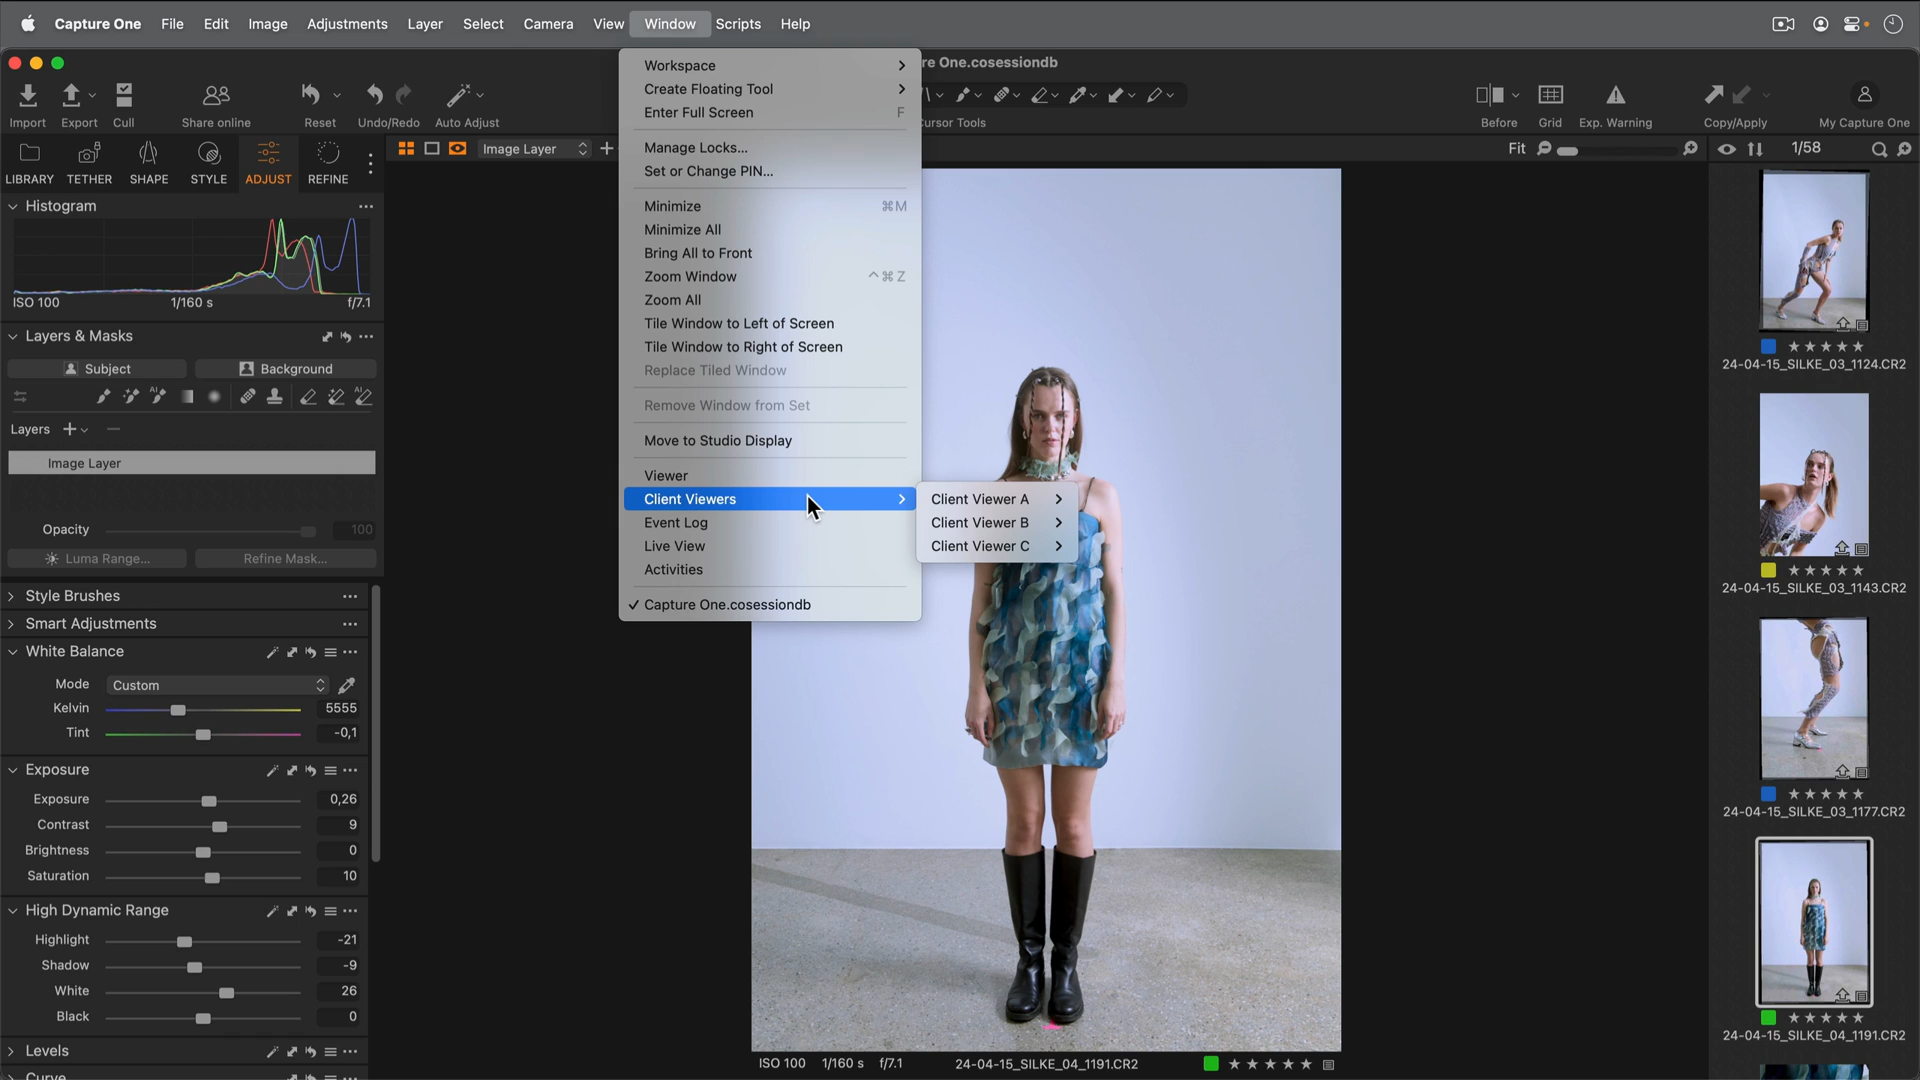 Capture One File Edit Image Adjustments Layer Select Camera View Window Scripts Help
re One.cosessiondb
Import Export Cull Share online Reset Undo/Redo Auto Adjust
ursor Tools
Before Grid Exp. Warning Copy/Apply My Capture One
LIBRARY TETHER SHAPE STYLE ADJUST REFINE
Image Layer
Fit
1/58
Histogram
ISO 100 1/160 s f/7.1
Layers & Masks
Subject Background
AI AI
Layers
Image Layer
Opacity 100
Luma Range... Refine Mask...
Style Brushes
Smart Adjustments
White Balance
Mode Custom
Kelvin 5555
Tint -0,1
Exposure
Exposure 0,26
Contrast 9
Brightness 0
Saturation 10
High Dynamic Range
Highlight -21
Shadow -9
White 26
Black 0
Levels
Curve
Workspace
Create Floating Tool
Enter Full Screen F
Manage Locks...
Set or Change PIN...
Minimize ⌘M
Minimize All
Bring All to Front
Zoom Window ^⌘Z
Zoom All
Tile Window to Left of Screen
Tile Window to Right of Screen
Replace Tiled Window
Remove Window from Set
Move to Studio Display
Viewer
Client Viewers
Event Log
Live View
Activities
✓ Capture One.cosessiondb
Client Viewer A
Client Viewer B
Client Viewer C
ISO 100 1/160 s f/7.1 24-04-15_SILKE_04_1191.CR2
24-04-15_SILKE_03_1124.CR2
24-04-15_SILKE_03_1143.CR2
24-04-15_SILKE_03_1177.CR2
24-04-15_SILKE_04_1191.CR2